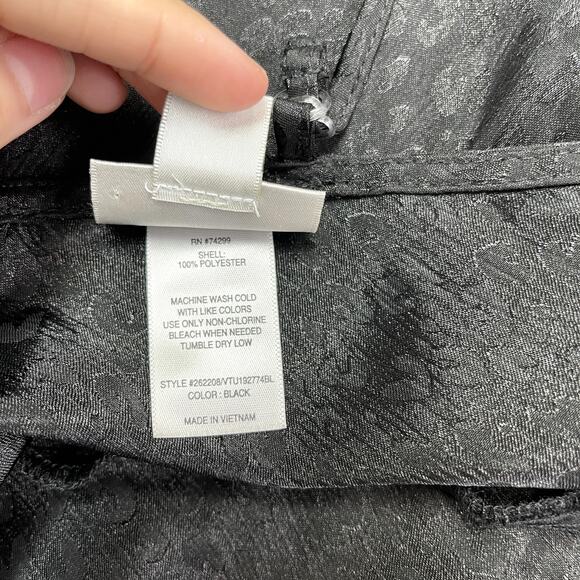 RN #74299
SHELL:
100% POLYESTER
MACHINE WASH COLD
WITH LIKE COLORS
USE ONLY NON-CHLORINE
BLEACH WHEN NEEDED
TUMBLE DRY LOW
STYLE #262208/VTU192774BL
COLOR : BLACK
MADE IN VIETNAM